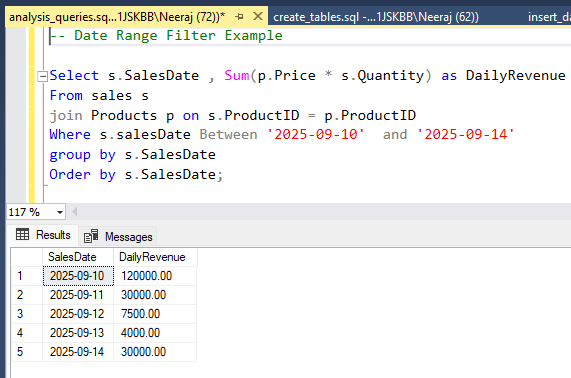 analysis_queries.sq...1JSKBB\Neeraj (72))* create_tables.sql -...1JSKBB\Neeraj (62)) insert_da
-- Date Range Filter Example
Select s.SalesDate , Sum(p.Price * s.Quantity) as DailyRevenue
From sales s
join Products p on s.ProductID = p.ProductID
Where s.salesDate Between '2025-09-10'  and '2025-09-14'
group by s.SalesDate
Order by s.SalesDate;
117 %
Results Messages
SalesDate DailyRevenue
1 2025-09-10 120000.00
2 2025-09-11 30000.00
3 2025-09-12 7500.00
4 2025-09-13 4000.00
5 2025-09-14 30000.00